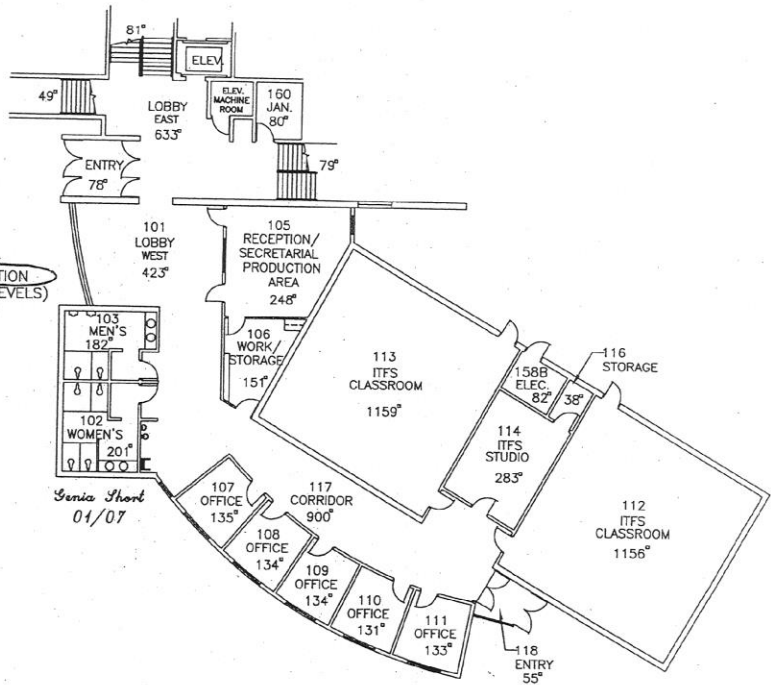 81▫
ELEV.
49▫
LOBBY
EAST
633▫
ELEV.
MACHINE
ROOM
160
JAN.
80▫
ENTRY
78▫
79▫
101
LOBBY
WEST
423▫
105
RECEPTION/
SECRETARIAL
PRODUCTION
AREA
248▫
TION
EVELS)
103
MEN'S
182▫
106
WORK/
STORAGE
151▫
113
ITFS
CLASSROOM
1159▫
158B
ELEC.
82▫
116
STORAGE
38▫
102
WOMEN'S
201▫
114
ITFS
STUDIO
283▫
Genia Short
01/07
107
OFFICE
135▫
117
CORRIDOR
900▫
112
ITFS
CLASSROOM
1156▫
108
OFFICE
134▫
109
OFFICE
134▫
110
OFFICE
131▫
111
OFFICE
133▫
118
ENTRY
55▫